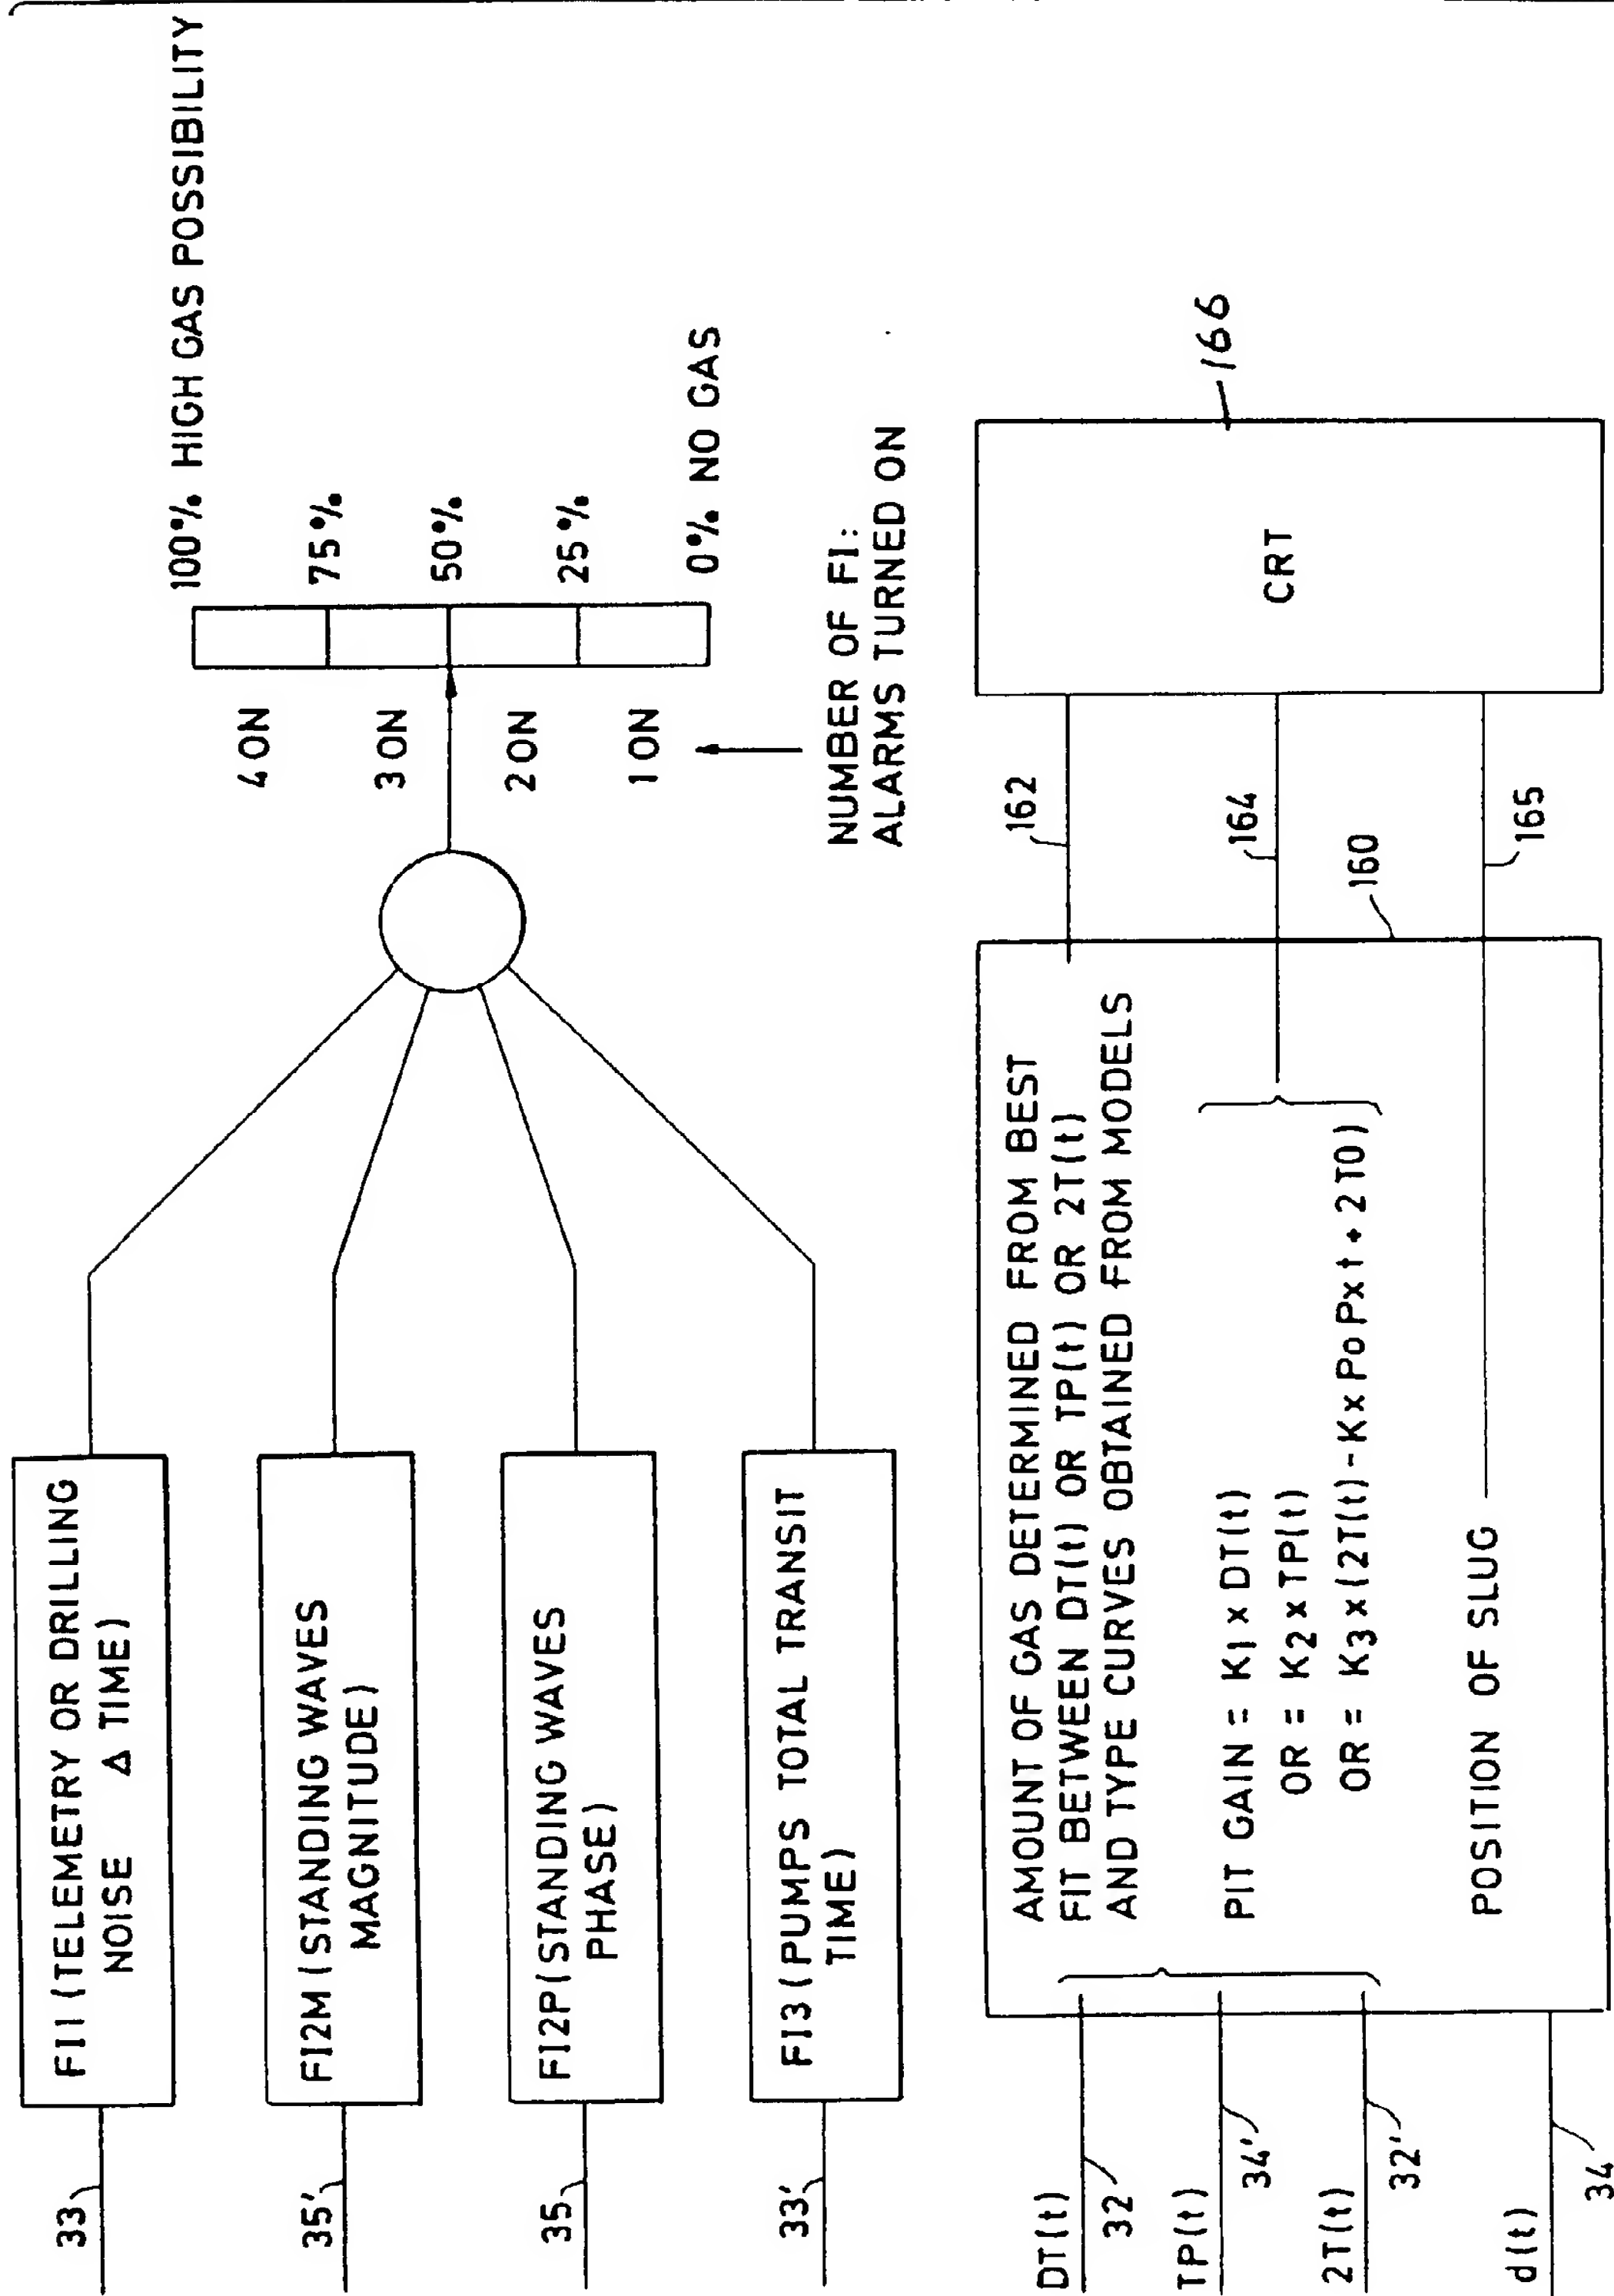 33
FI1 (TELEMETRY OR DRILLING
NOISE Δ TIME)
35'
FI2M (STANDING WAVES
MAGNITUDE)
35
FI2P (STANDING WAVES
PHASE)
33'
FI3 (PUMPS TOTAL TRANSIT
TIME)
4 ON
3 ON
2 ON
1 ON
100% HIGH GAS POSSIBILITY
75%
50%
25%
0% NO GAS
NUMBER OF FI:
ALARMS TURNED ON
DT(t)
32
TP(t)
34'
2T(t)
32'
d(t)
34
AMOUNT OF GAS DETERMINED FROM BEST
FIT BETWEEN DT(t) OR TP(t) OR 2T(t)
AND TYPE CURVES OBTAINED FROM MODELS
PIT GAIN = K1 x DT(t)
OR = K2 x TP(t)
OR = K3 x (2T(t) - K x Po P x t + 2T0)
POSITION OF SLUG
160
162
164
165
CRT
166